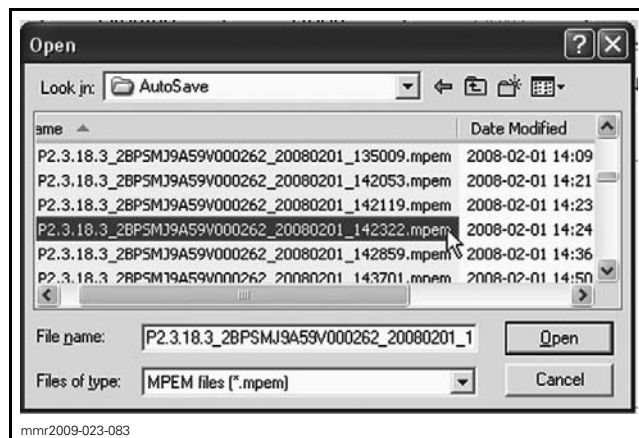 Open
Look in: AutoSave
ame Date Modified
P2.3.18.3_2BPSMJ9A59V000262_20080201_135009.mpem 2008-02-01 14:09
P2.3.18.3_2BPSMJ9A59V000262_20080201_142053.mpem 2008-02-01 14:21
P2.3.18.3_2BPSMJ9A59V000262_20080201_142119.mpem 2008-02-01 14:23
P2.3.18.3_2BPSMJ9A59V000262_20080201_142322.mpem 2008-02-01 14:24
P2.3.18.3_2BPSMJ9A59V000262_20080201_142859.mpem 2008-02-01 14:36
P2.3.18.3_2BPSMJ9A59V000262_20080201_143701.mpem 2008-02-01 14:50
File name: P2.3.18.3_2BPSMJ9A59V000262_20080201_1 Open
Files of type: MPEM files (*.mpem) Cancel
mmr2009-023-083